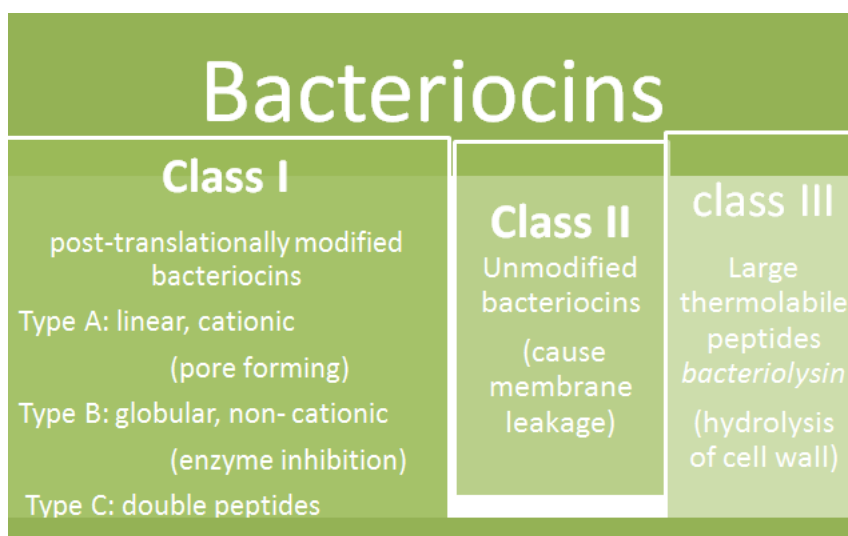 Bacteriocins
Class I
post-translationally modified
bacteriocins
Type A: linear, cationic
(pore forming)
Type B: globular, non- cationic
(enzyme inhibition)
Type C: double peptides
Class II
Unmodified
bacteriocins
(cause
membrane
leakage)
class III
Large
thermolabile
peptides
bacteriolysin
(hydrolysis
of cell wall)